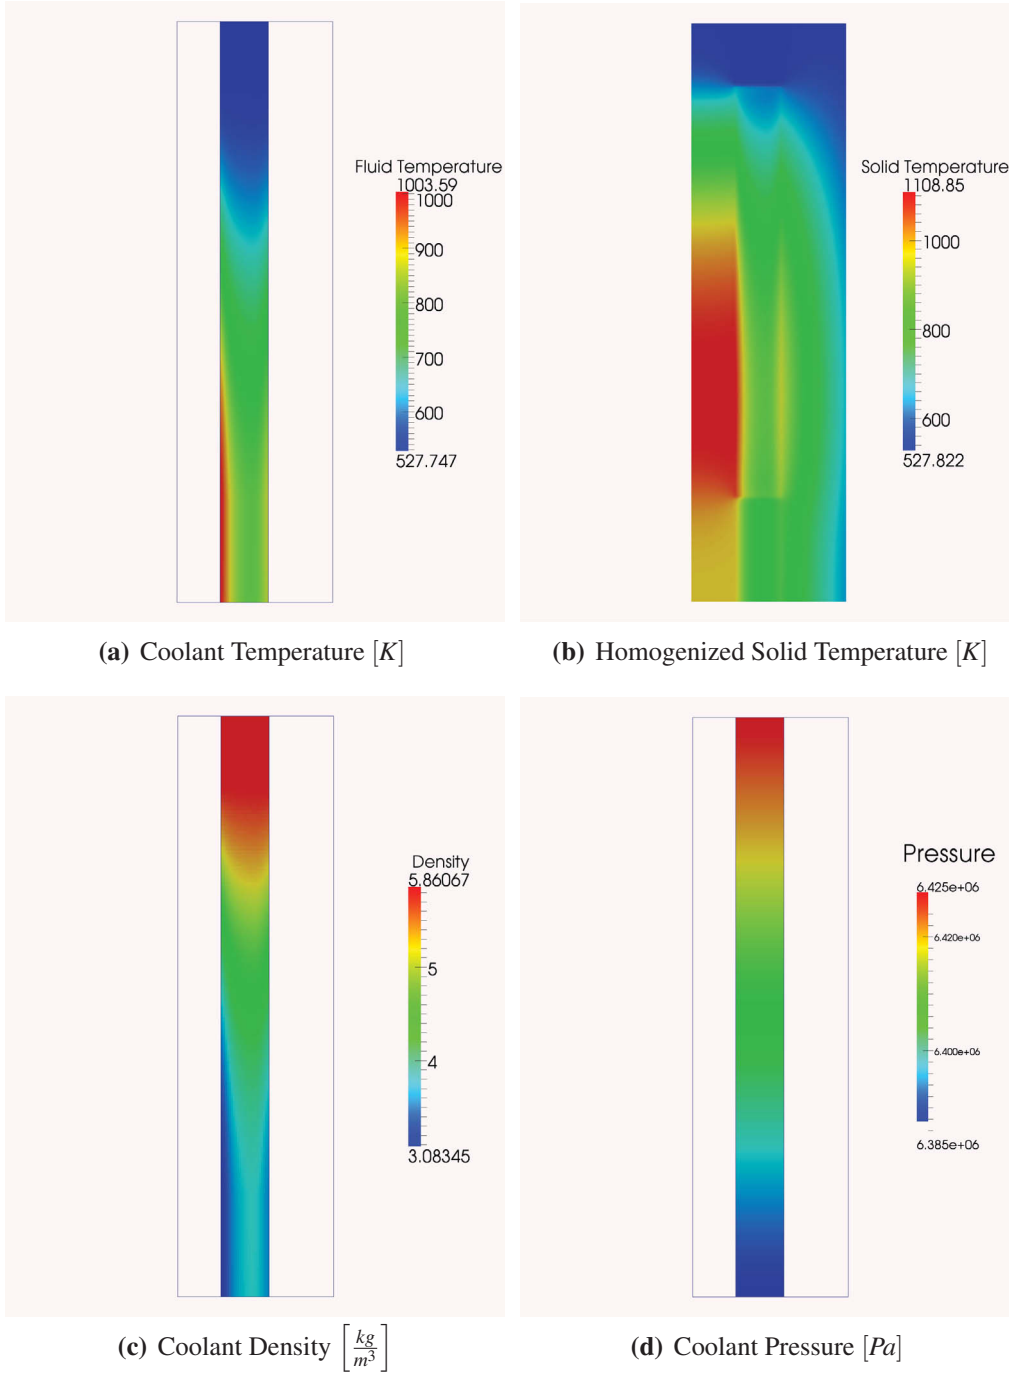 Fluid Temperature
1003.59
1000
900
800
700
600
527.747
Solid Temperature
1108.85
1000
800
600
527.822
(a) Coolant Temperature [K]
(b) Homogenized Solid Temperature [K]
Density
5.86067
5
4
3.08345
Pressure
6.425e+06
6.420e+06
6.400e+06
6.385e+06
(c) Coolant Density [kg/m³]
(d) Coolant Pressure [Pa]